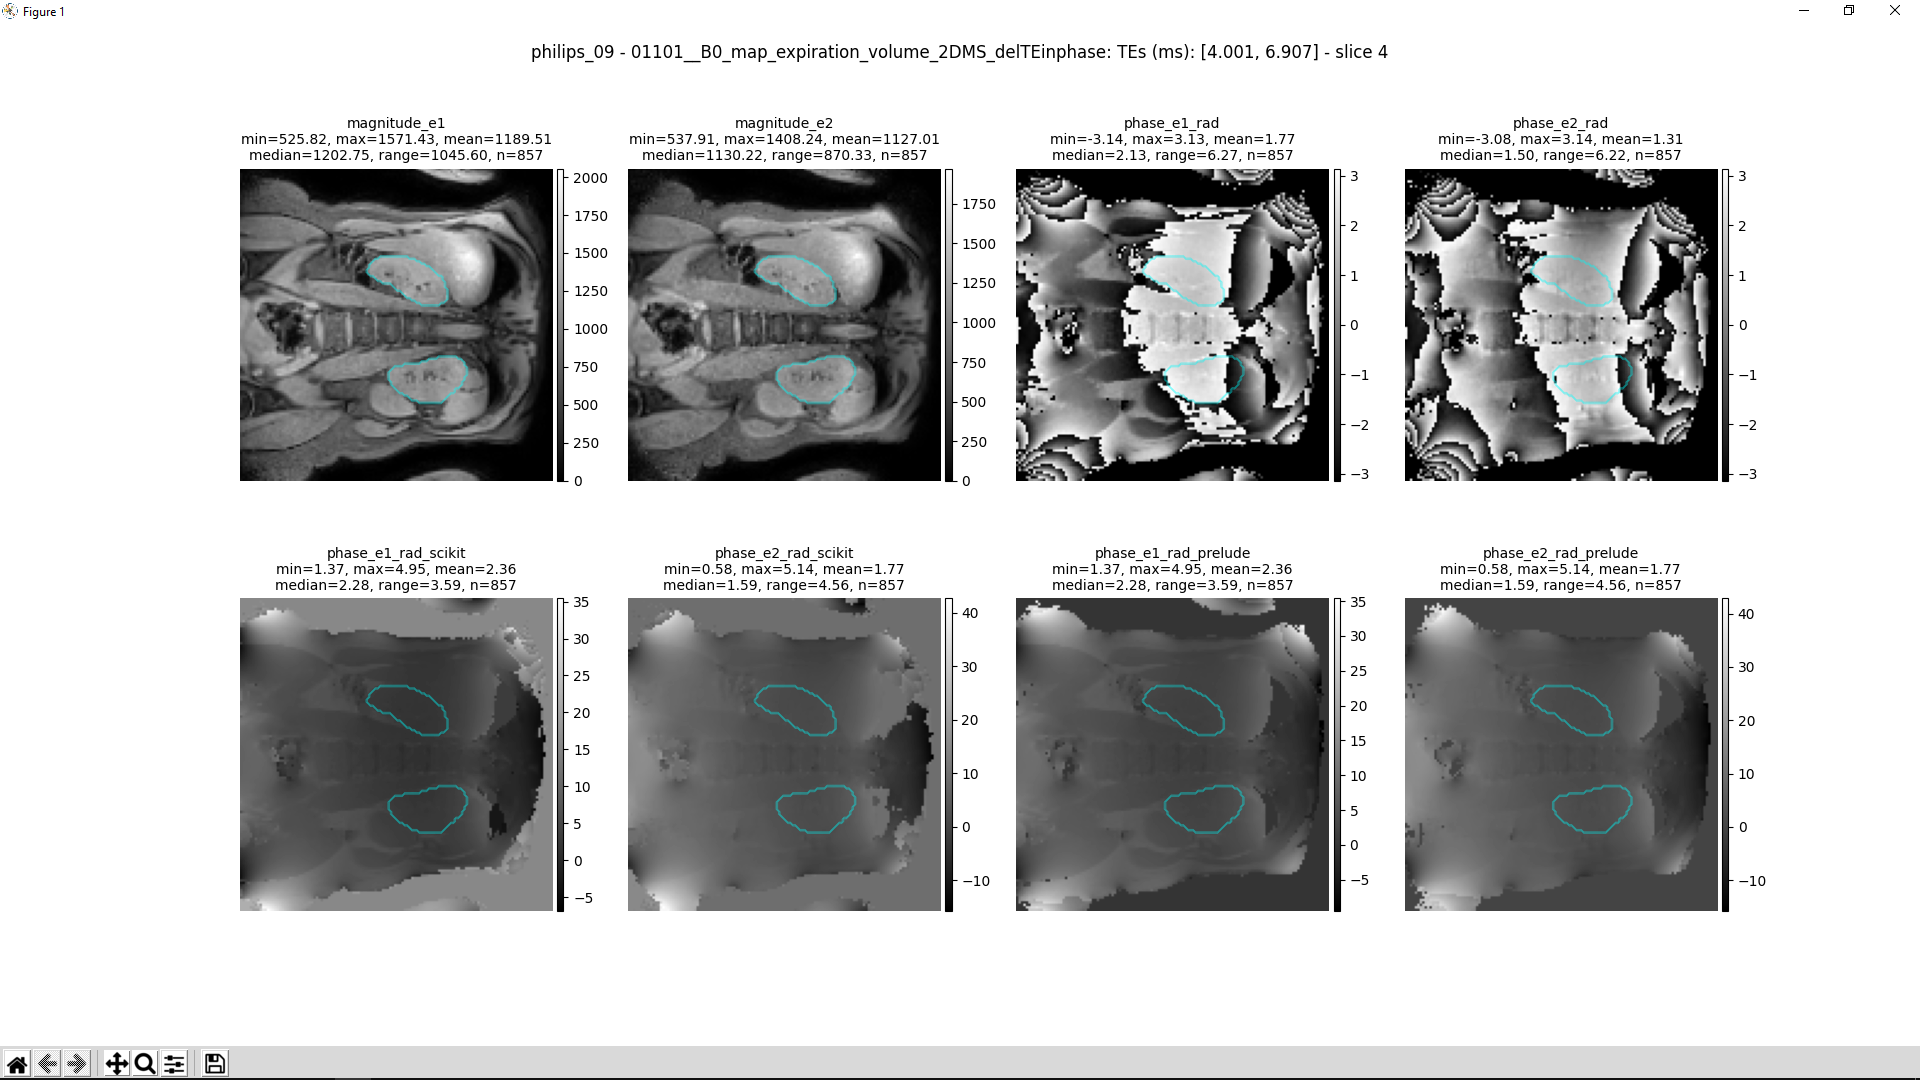 Figure 1
philips_09 - 01101__B0_map_expiration_volume_2DMS_delTEinphase: TEs (ms): [4.001, 6.907] - slice 4
magnitude_e1
min=525.82, max=1571.43, mean=1189.51
median=1202.75, range=1045.60, n=857
2000
1750
1500
1250
1000
750
500
250
0
magnitude_e2
min=537.91, max=1408.24, mean=1127.01
median=1130.22, range=870.33, n=857
1750
1500
1250
1000
750
500
250
0
phase_e1_rad
min=-3.14, max=3.13, mean=1.77
median=2.13, range=6.27, n=857
3
2
1
0
−1
−2
−3
phase_e2_rad
min=-3.08, max=3.14, mean=1.31
median=1.50, range=6.22, n=857
3
2
1
0
−1
−2
−3
phase_e1_rad_scikit
min=1.37, max=4.95, mean=2.36
median=2.28, range=3.59, n=857
35
30
25
20
15
10
5
0
−5
phase_e2_rad_scikit
min=0.58, max=5.14, mean=1.77
median=1.59, range=4.56, n=857
40
30
20
10
0
−10
phase_e1_rad_prelude
min=1.37, max=4.95, mean=2.36
median=2.28, range=3.59, n=857
35
30
25
20
15
10
5
0
−5
phase_e2_rad_prelude
min=0.58, max=5.14, mean=1.77
median=1.59, range=4.56, n=857
40
30
20
10
0
−10